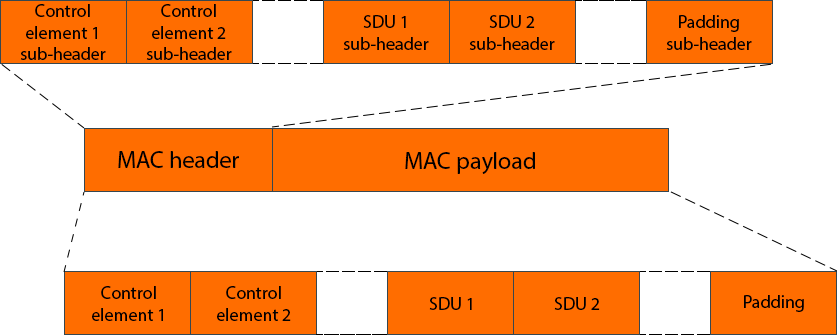 Control
element 1
sub-header
Control
element 2
sub-header
SDU 1
sub-header
SDU 2
sub-header
Padding
sub-header
MAC header
MAC payload
Control
element 1
Control
element 2
SDU 1
SDU 2
Padding